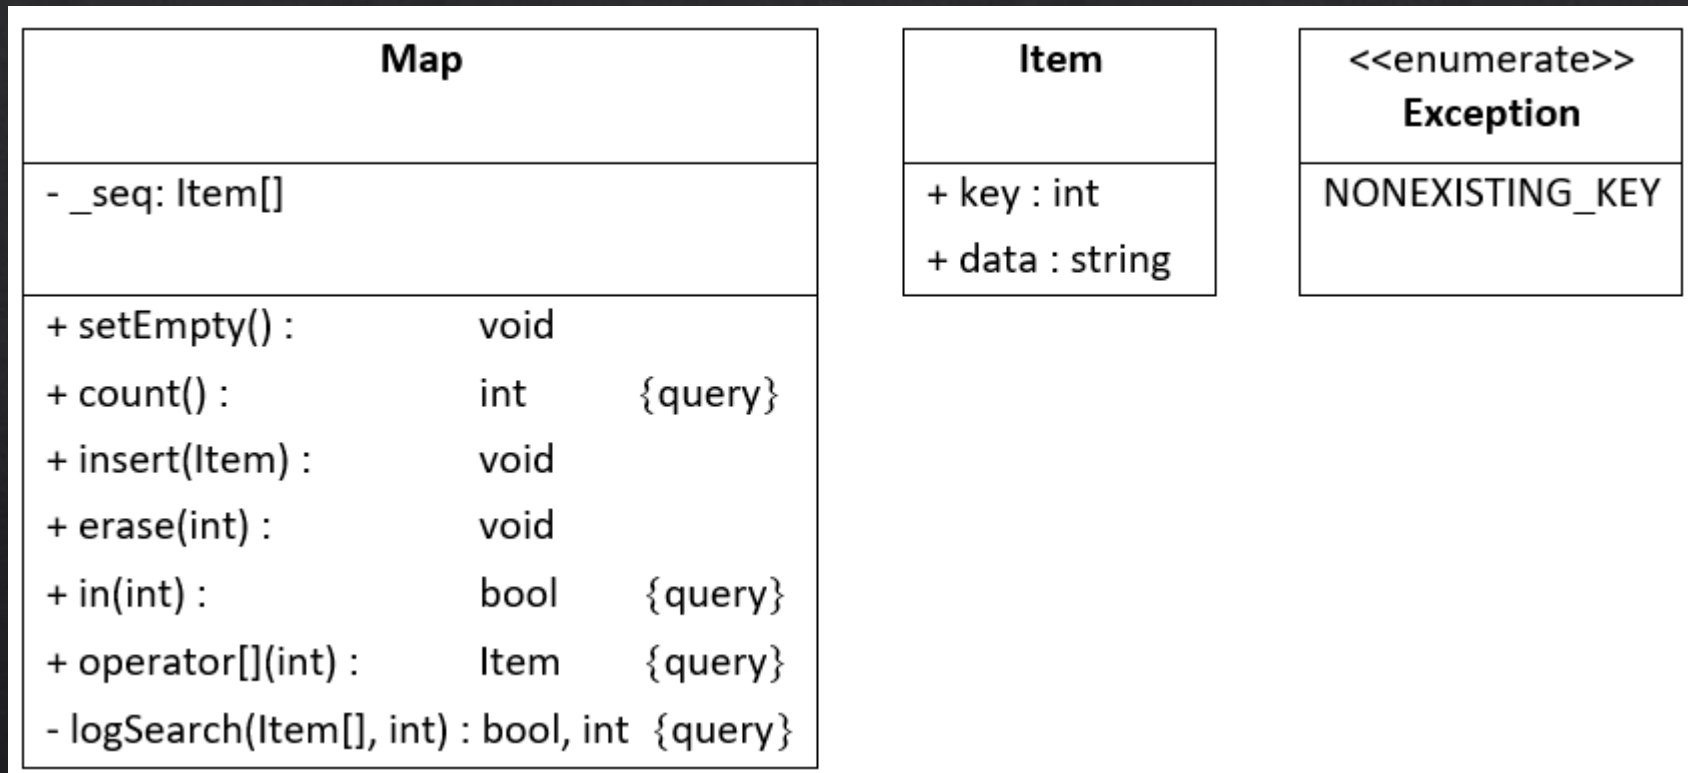 Map
- _seq: Item[]
+ setEmpty() : void
+ count() : int {query}
+ insert(Item) : void
+ erase(int) : void
+ in(int) : bool {query}
+ operator[](int) : Item {query}
- logSearch(Item[], int) : bool, int {query}
Item
+ key : int
+ data : string
<<enumerate>>
Exception
NONEXISTING_KEY